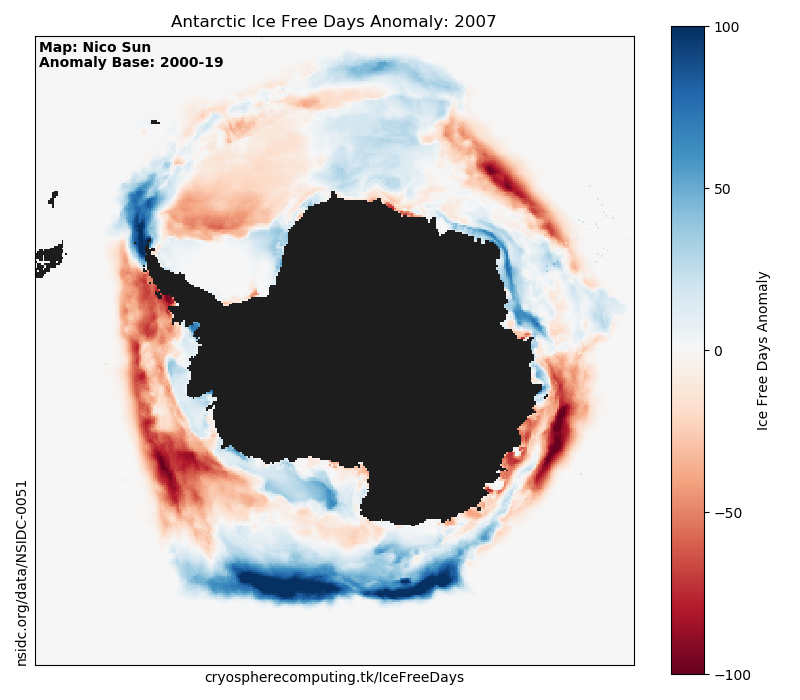 Antarctic Ice Free Days Anomaly: 2007
Map: Nico Sun
Anomaly Base: 2000-19
100
50
0
−50
−100
Ice Free Days Anomaly
nsidc.org/data/NSIDC-0051
cryospherecomputing.tk/IceFreeDays